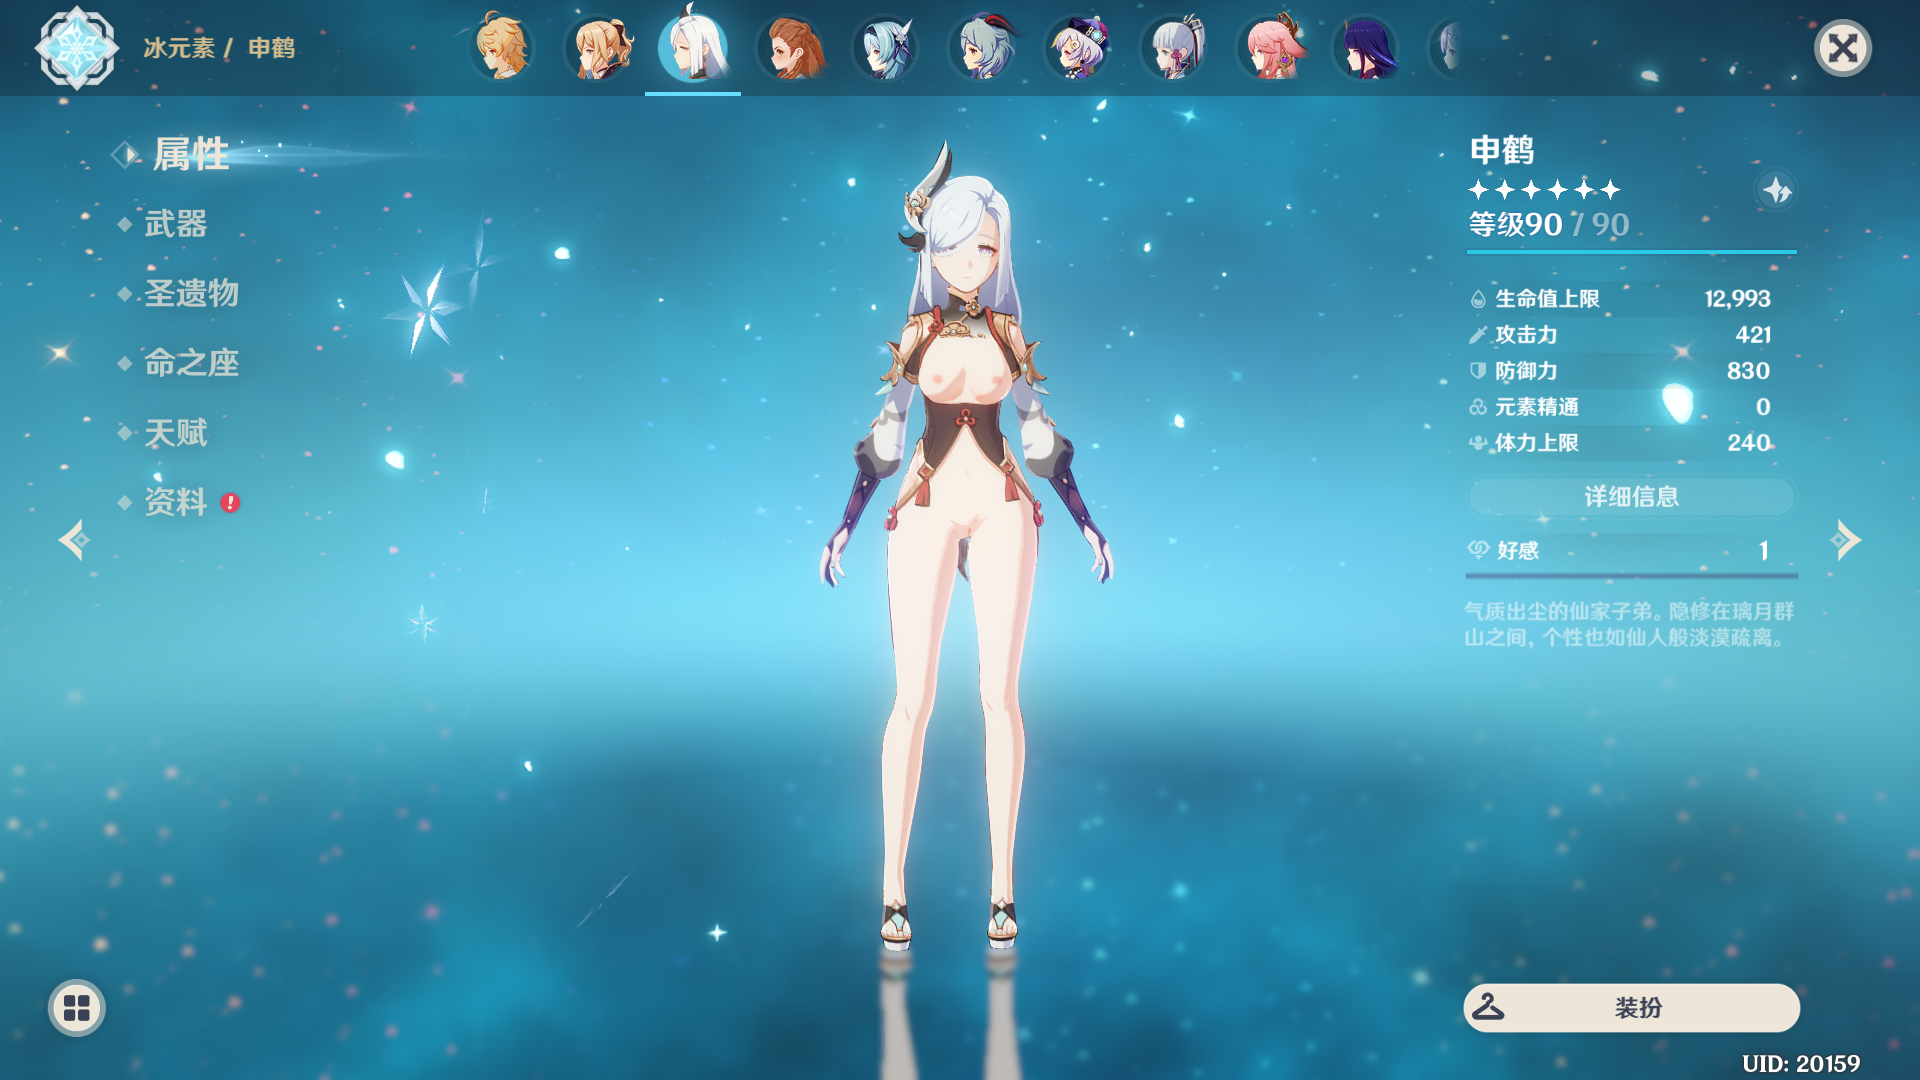 冰元素 / 申鹤
属性
武器
圣遗物
命之座
天赋
资料
申鹤
等级90 / 90
生命值上限 12,993
攻击力 421
防御力 830
元素精通 0
体力上限 240
详细信息
好感 1
气质出尘的仙家子弟。隐修在璃月群
山之间，个性也如仙人般淡漠疏离。
装扮
UID: 20159